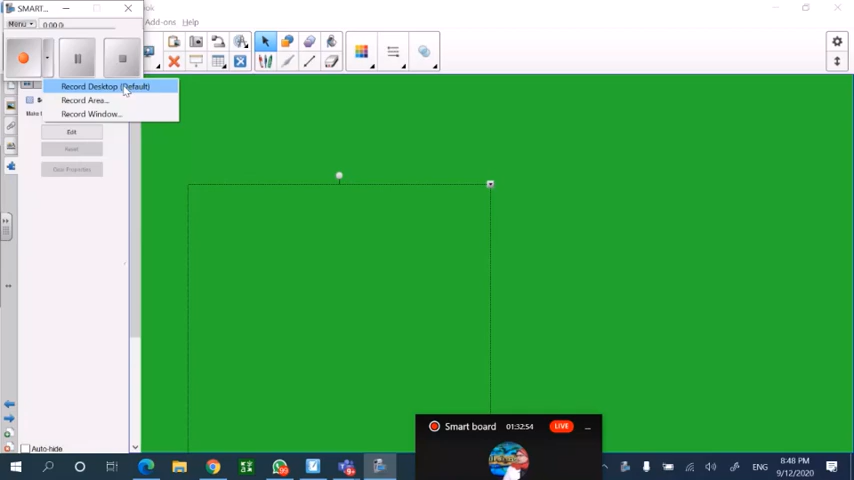 SMART...
ook
Menu
0:00:0
Add-ons Help
Record Desktop (Default)
Record Area...
Record Window...
Edit
Reset
Auto-hide
Smart board 01:32:54 LIVE
ENG
8:48 PM
9/12/2020